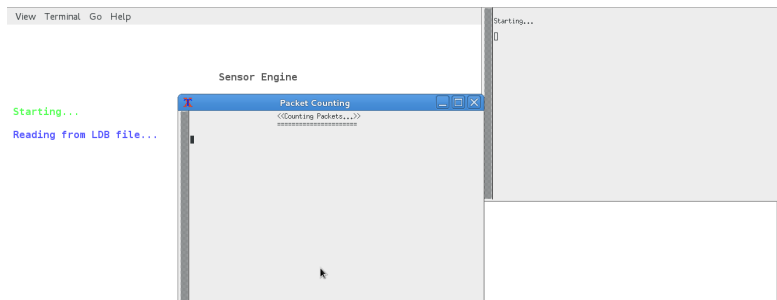 View Terminal Go Help
Starting...
Sensor Engine
Packet Counting
<<Counting Packets...>>
=====================
Starting...
Reading from LDB file...